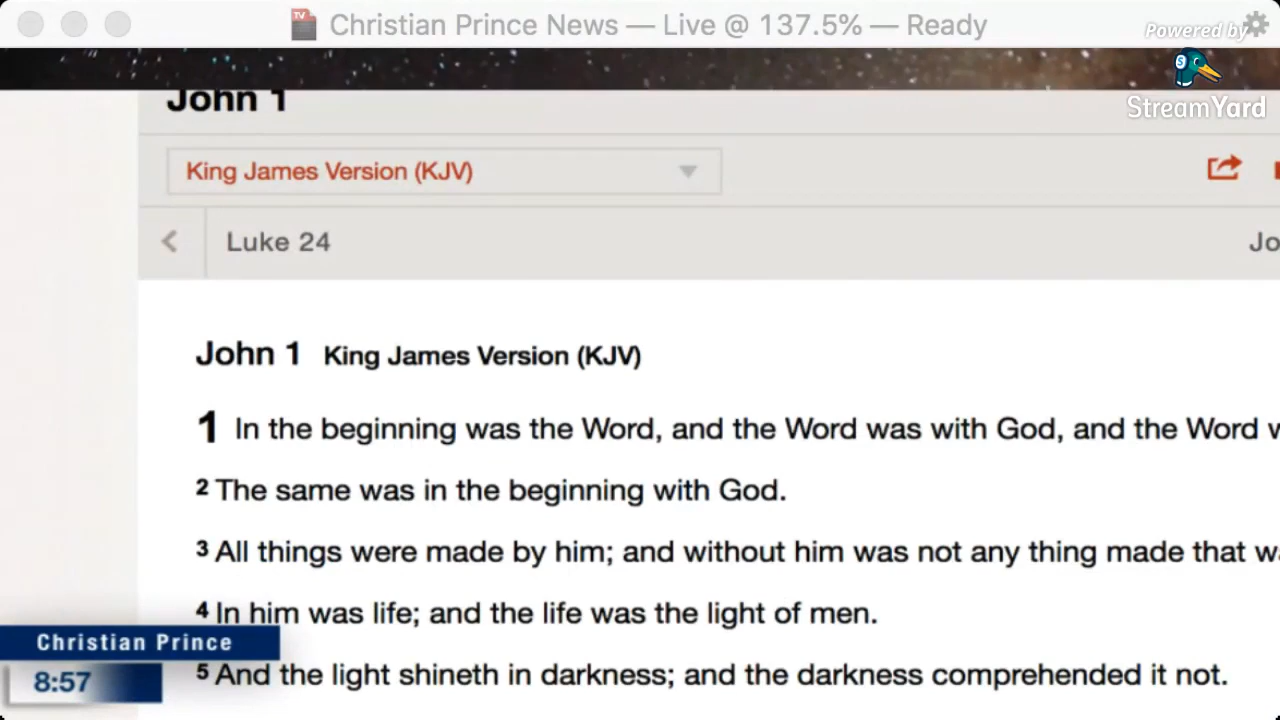 Christian Prince News — Live @ 137.5% — Ready
Powered by
StreamYard
John 1
King James Version (KJV)
Luke 24
Jo
John 1 King James Version (KJV)
1 In the beginning was the Word, and the Word was with God, and the Word w
2 The same was in the beginning with God.
3 All things were made by him; and without him was not any thing made that wa
4 In him was life; and the life was the light of men.
5 And the light shineth in darkness; and the darkness comprehended it not.
Christian Prince
8:57